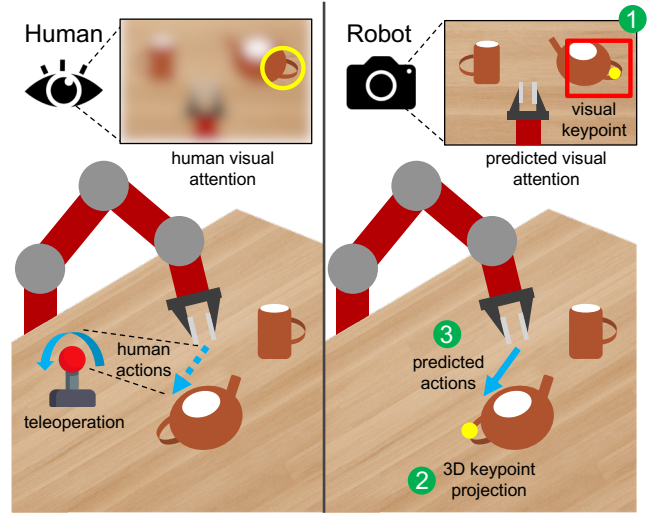 Human
human visual
attention
human
actions
teleoperation
Robot
1
visual
keypoint
predicted visual
attention
3
predicted
actions
2
3D keypoint
projection